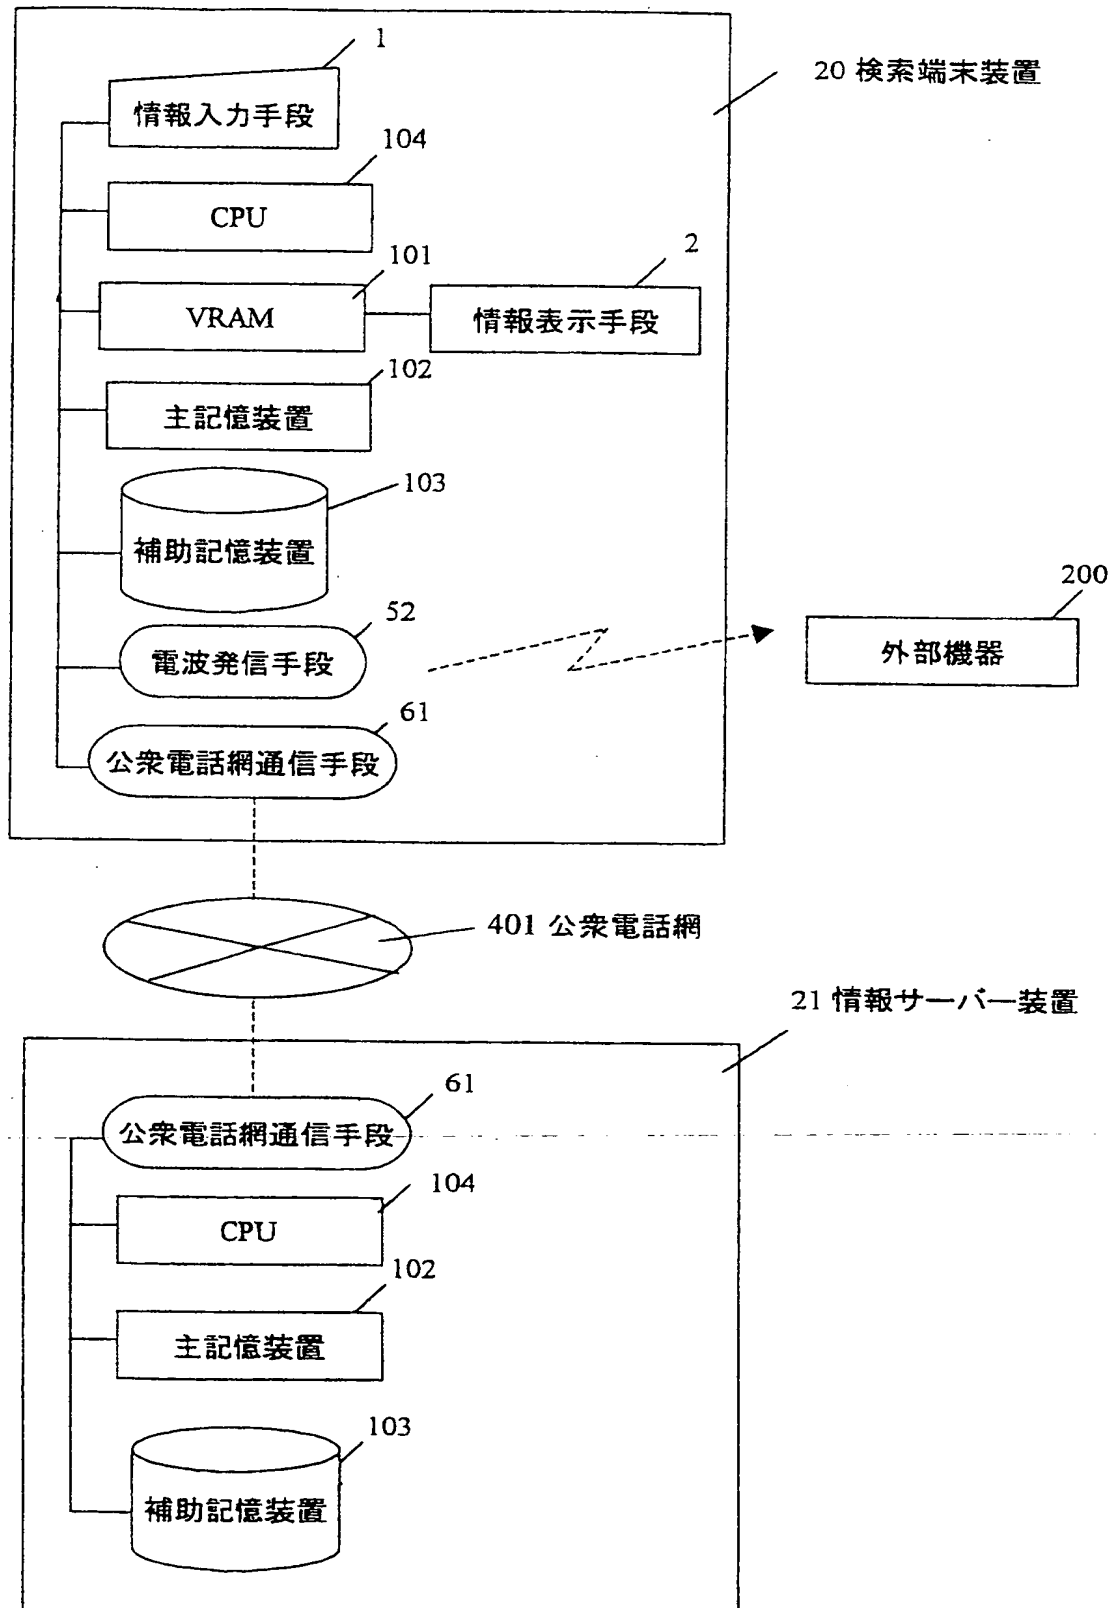 1
20 検索端末装置
情報入力手段
104
CPU
101
2
VRAM
情報表示手段
102
主記憶装置
103
補助記憶装置
200
52
電波発信手段
外部機器
61
公衆電話網通信手段
401 公衆電話網
21 情報サーバー装置
61
公衆電話網通信手段
104
CPU
102
主記憶装置
103
補助記憶装置